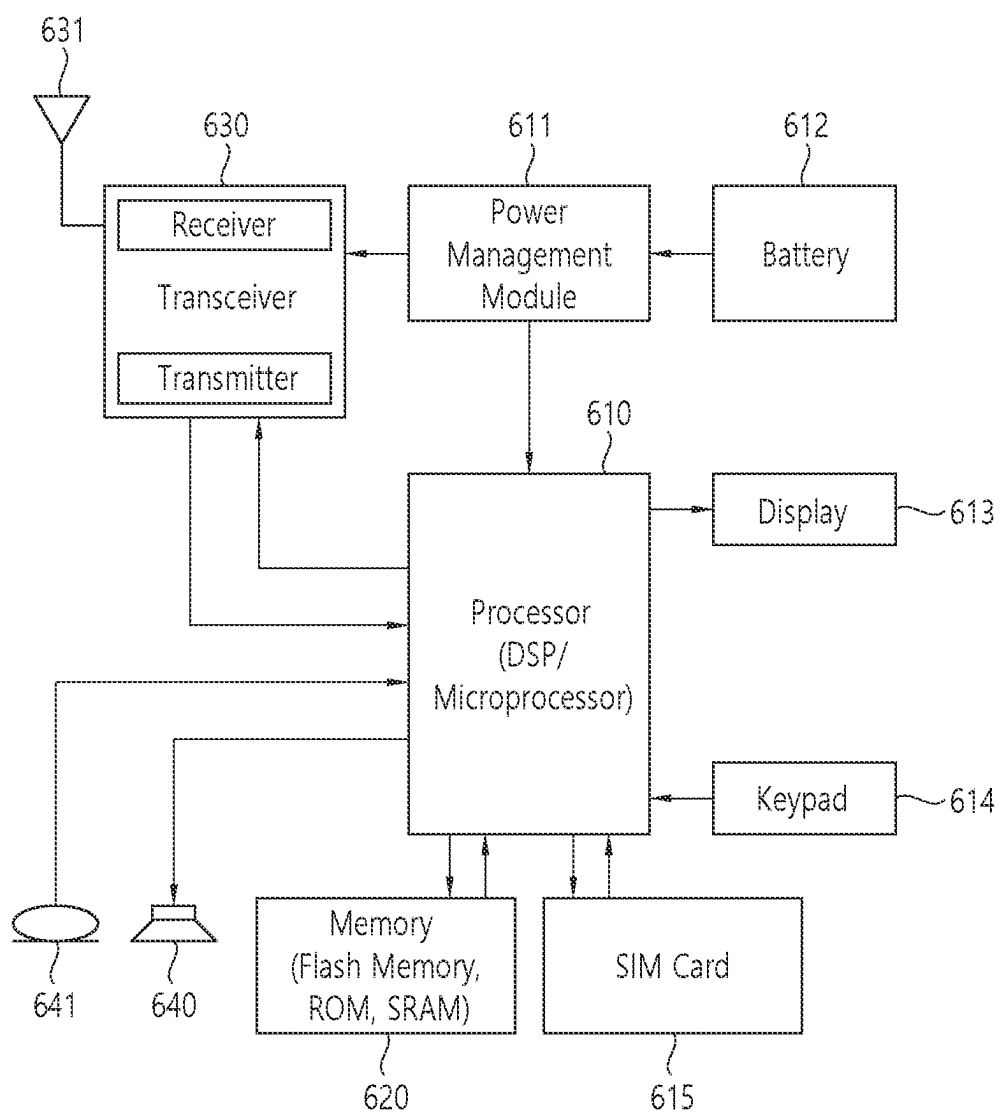 631
630
611
612
Receiver
Transceiver
Transmitter
Power
Management
Module
Battery
610
Display
613
Processor
(DSP/
Microprocessor)
Keypad
614
641
640
Memory
(Flash Memory,
ROM, SRAM)
SIM Card
620
615